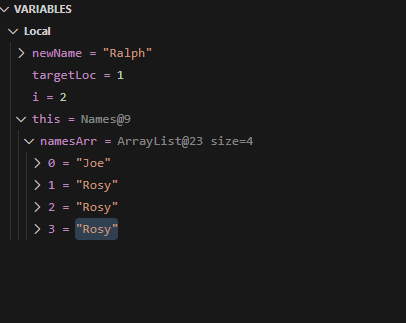 VARIABLES
Local
newName = "Ralph"
targetLoc = 1
i = 2
this = Names@9
namesArr = ArrayList@23 size=4
0 = "Joe"
1 = "Rosy"
2 = "Rosy"
3 = "Rosy"